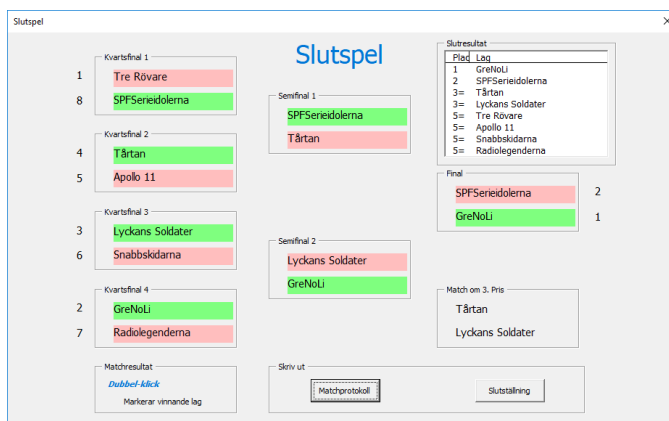 Slutspel
Slutspel
Kvartsfinal 1
1 Tre Rövare
8 SPFSerieidolerna
Kvartsfinal 2
4 Tårtan
5 Apollo 11
Kvartsfinal 3
3 Lyckans Soldater
6 Snabbskidarna
Kvartsfinal 4
2 GreNoLi
7 Radiolegenderna
Matchresultat
Dubbel-klick
Markerar vinnande lag
Semifinal 1
SPFSerieidolerna
Tårtan
Semifinal 2
Lyckans Soldater
GreNoLi
Skriv ut
Matchprotokoll
Slutställning
Slutresultat
Plac Lag
1 GreNoLi
2 SPFSerieidolerna
3= Tårtan
3= Lyckans Soldater
5= Tre Rövare
5= Apollo 11
5= Snabbskidarna
5= Radiolegenderna
Final
SPFSerieidolerna 2
GreNoLi 1
Match om 3. Pris
Tårtan
Lyckans Soldater